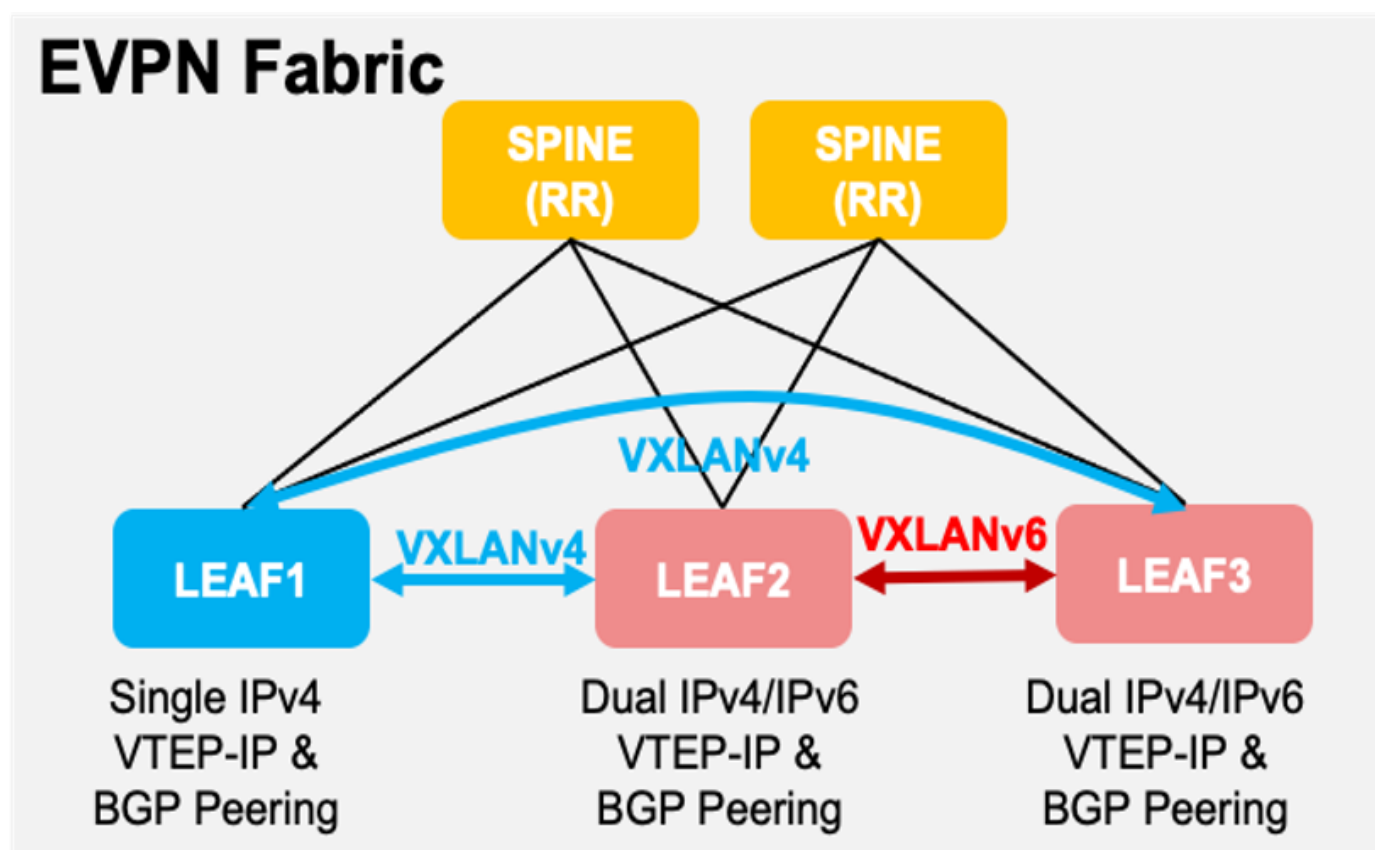 EVPN Fabric
SPINE
(RR)
SPINE
(RR)
VXLANv4
LEAF1
VXLANv4
LEAF2
VXLANv6
LEAF3
Single IPv4
VTEP-IP &
BGP Peering
Dual IPv4/IPv6
VTEP-IP &
BGP Peering
Dual IPv4/IPv6
VTEP-IP &
BGP Peering